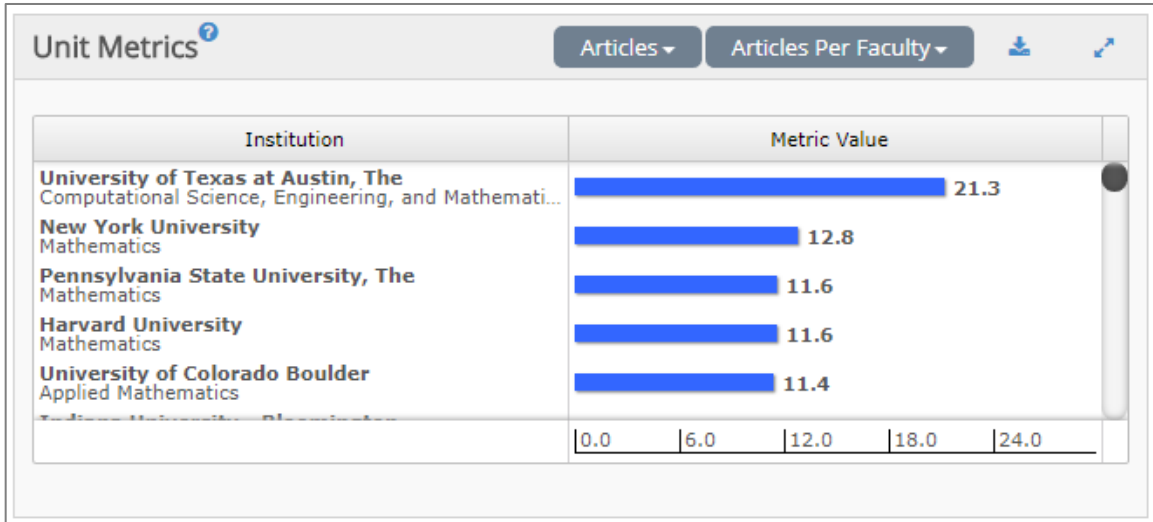 Unit Metrics?
Articles
Articles Per Faculty
Institution
Metric Value
University of Texas at Austin, The
Computational Science, Engineering, and Mathemati...
21.3
New York University
Mathematics
12.8
Pennsylvania State University, The
Mathematics
11.6
Harvard University
Mathematics
11.6
University of Colorado Boulder
Applied Mathematics
11.4
Indiana University - Bloomington
0.0 6.0 12.0 18.0 24.0